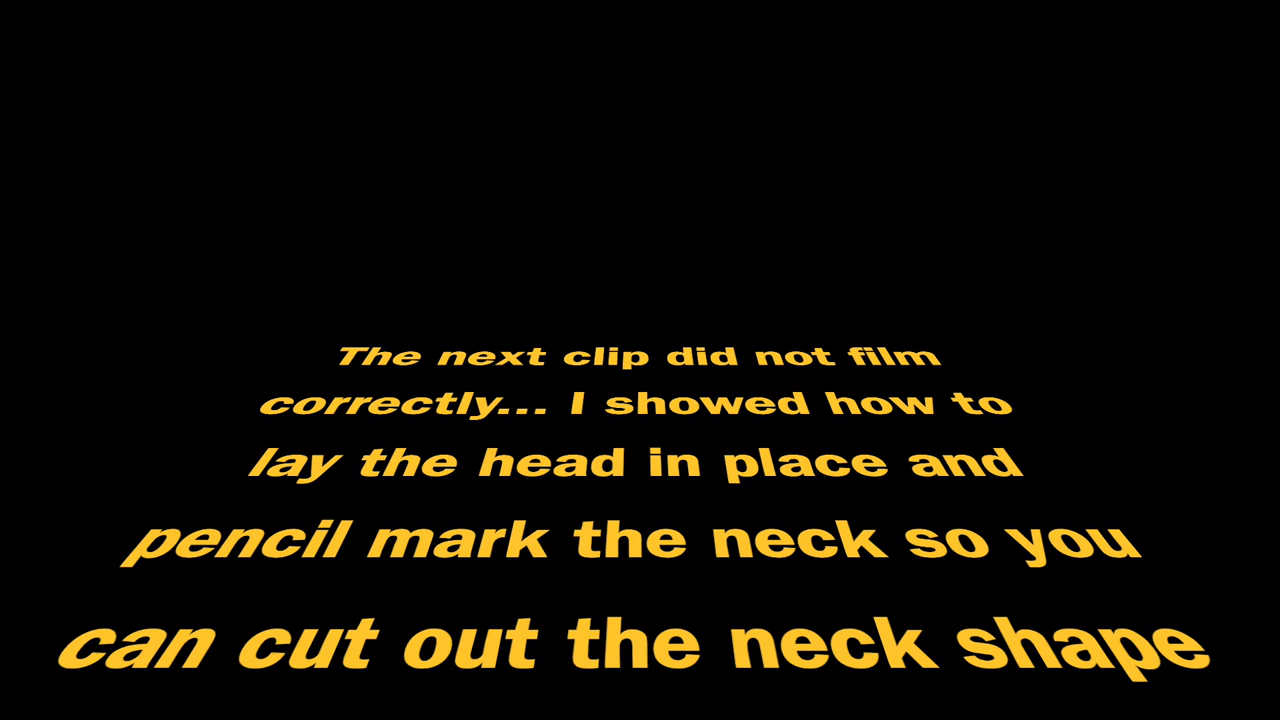 The next clip did not film
correctly... I showed how to
lay the head in place and
pencil mark the neck so you
can cut out the neck shape